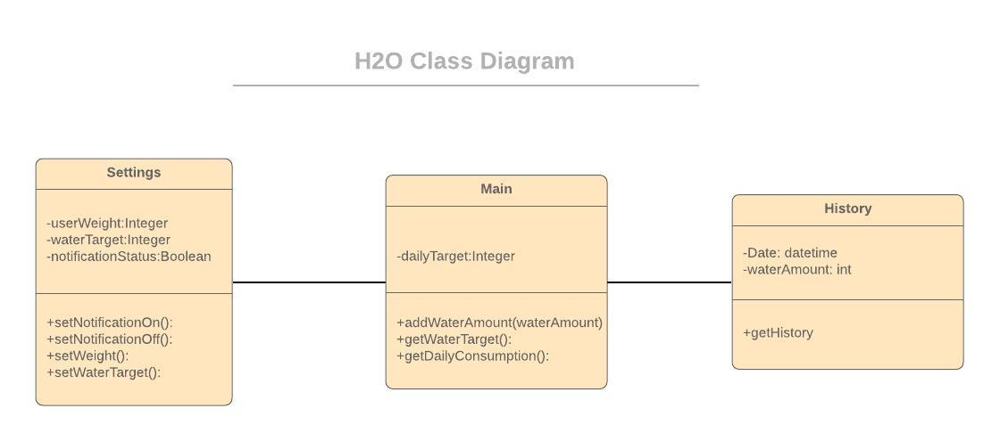 H2O Class Diagram
Settings
-userWeight:Integer
-waterTarget:Integer
-notificationStatus:Boolean
+setNotificationOn():
+setNotificationOff():
+setWeight():
+setWaterTarget():
Main
-dailyTarget:Integer
+addWaterAmount(waterAmount)
+getWaterTarget():
+getDailyConsumption():
History
-Date: datetime
-waterAmount: int
+getHistory